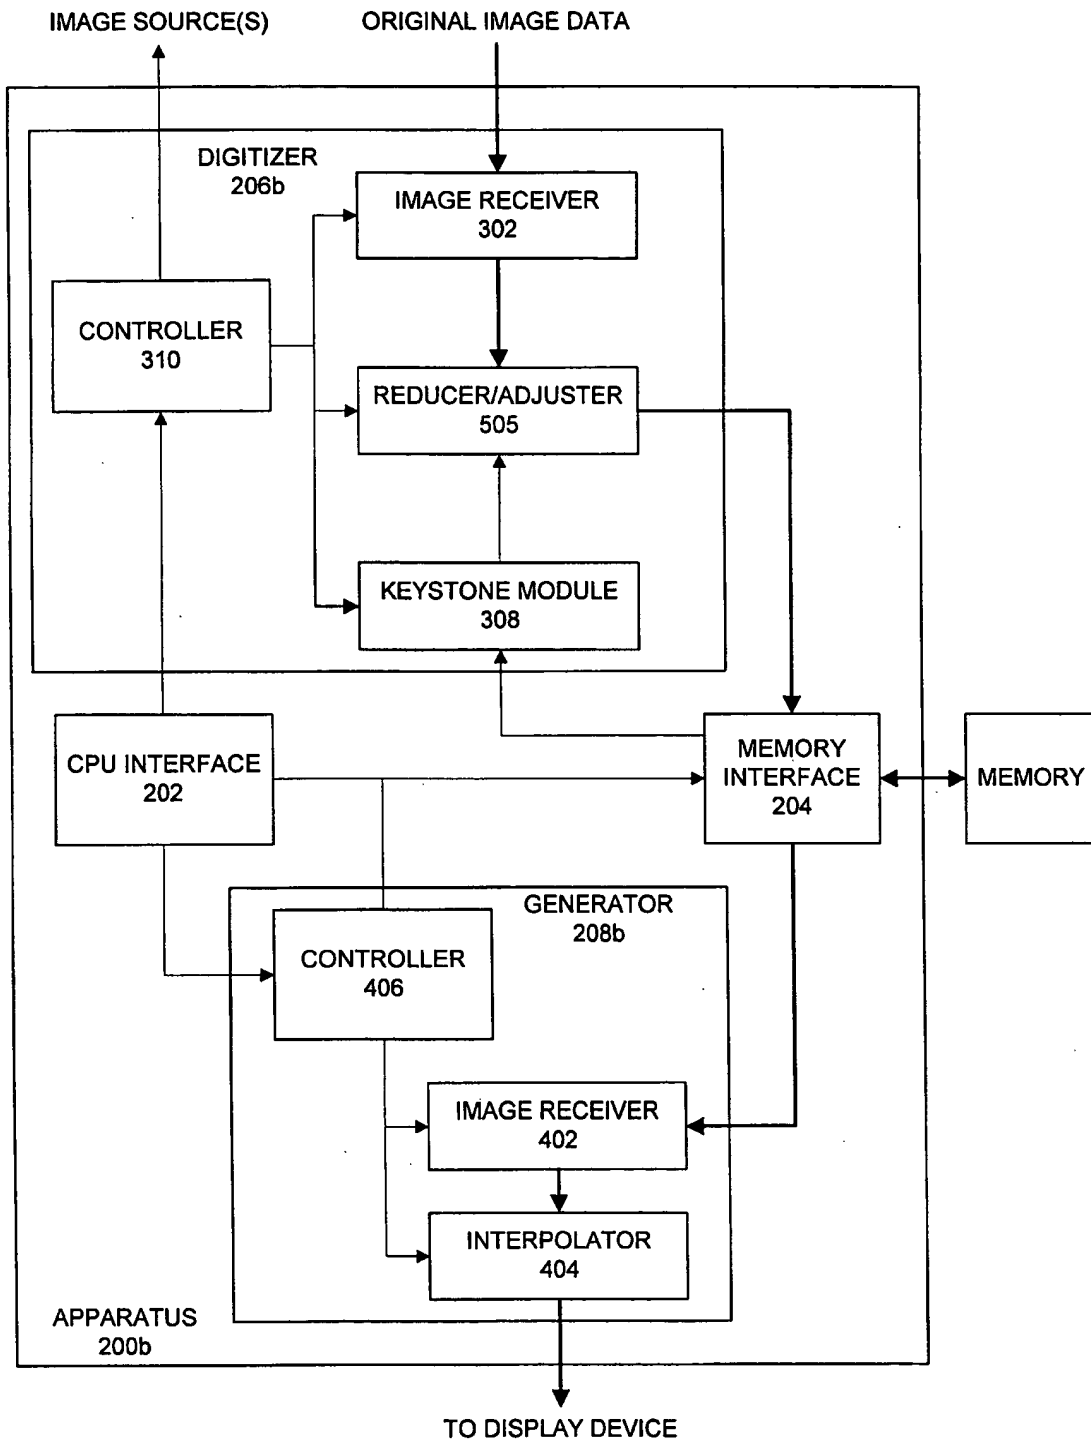 IMAGE SOURCE(S)
ORIGINAL IMAGE DATA
DIGITIZER
206b
IMAGE RECEIVER
302
CONTROLLER
310
REDUCER/ADJUSTER
505
KEYSTONE MODULE
308
CPU INTERFACE
202
MEMORY
INTERFACE
204
MEMORY
GENERATOR
208b
CONTROLLER
406
IMAGE RECEIVER
402
INTERPOLATOR
404
APPARATUS
200b
TO DISPLAY DEVICE